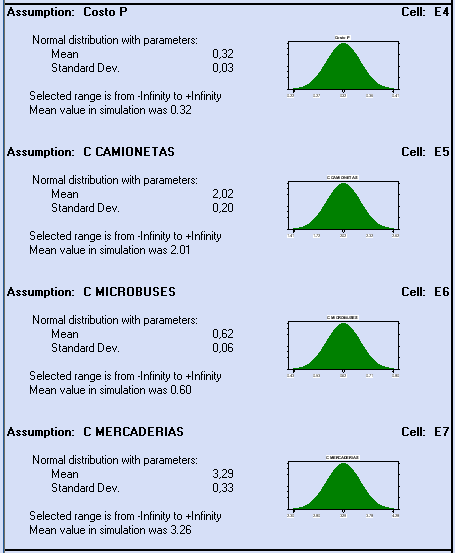 Assumption: Costo P Cell: E4
Normal distribution with parameters:
Mean 0,32
Standard Dev. 0,03
Costo P
Selected range is from -Infinity to +Infinity
Mean value in simulation was 0.32
Assumption: C CAMIONETAS Cell: E5
Normal distribution with parameters:
Mean 2,02
Standard Dev. 0,20
C CAMIONETAS
Selected range is from -Infinity to +Infinity
Mean value in simulation was 2.01
Assumption: C MICROBUSES Cell: E6
Normal distribution with parameters:
Mean 0,62
Standard Dev. 0,06
C MICROBUSES
Selected range is from -Infinity to +Infinity
Mean value in simulation was 0.60
Assumption: C MERCADERIAS Cell: E7
Normal distribution with parameters:
Mean 3,29
Standard Dev. 0,33
C MERCADERIAS
Selected range is from -Infinity to +Infinity
Mean value in simulation was 3.26